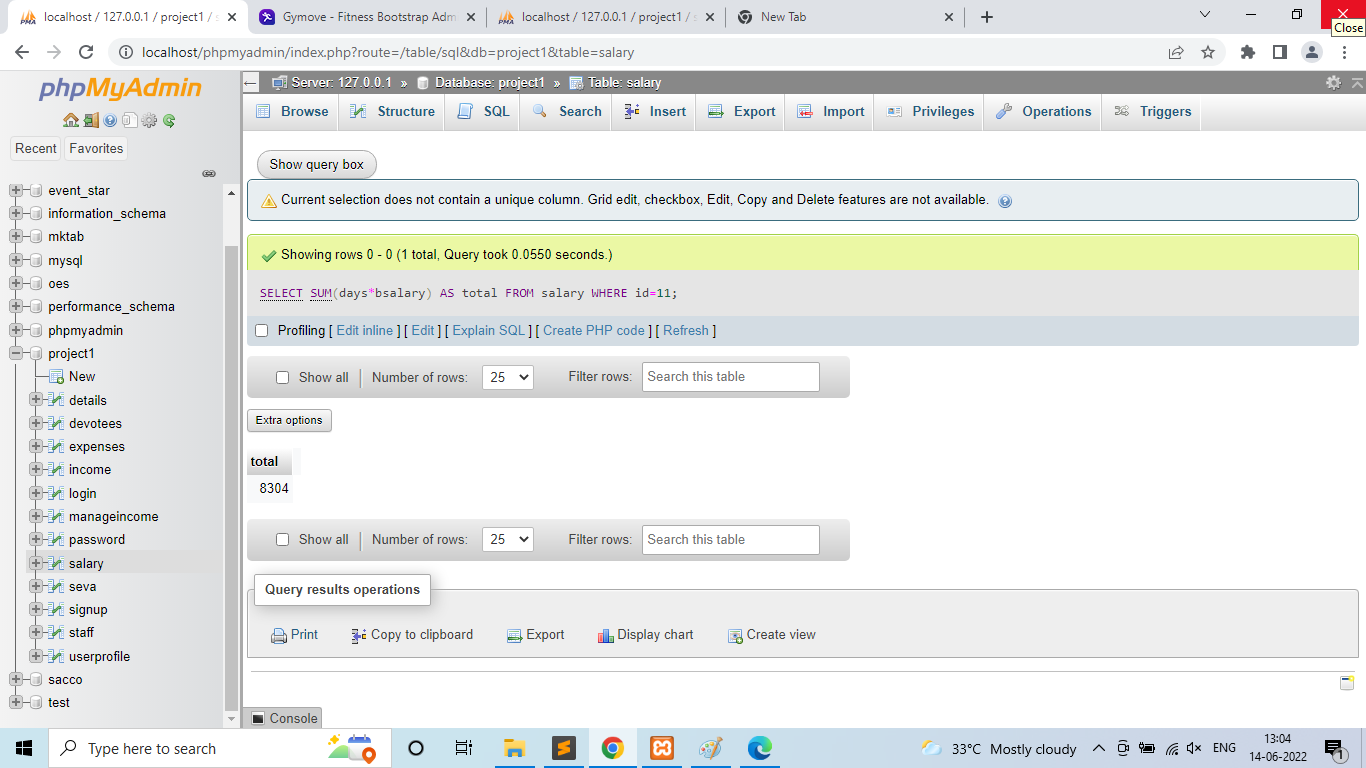 localhost / 127.0.0.1 / project1 / s
Gymove - Fitness Bootstrap Adm
localhost / 127.0.0.1 / project1 / s
New Tab
Close
localhost/phpmyadmin/index.php?route=/table/sql&db=project1&table=salary
phpMyAdmin
Server: 127.0.0.1 » Database: project1 » Table: salary
Browse Structure SQL Search Insert Export Import Privileges Operations Triggers
Recent Favorites
event_star
information_schema
mktab
mysql
oes
performance_schema
phpmyadmin
project1
New
details
devotees
expenses
income
login
manageincome
password
salary
seva
signup
staff
userprofile
sacco
test
Show query box
Current selection does not contain a unique column. Grid edit, checkbox, Edit, Copy and Delete features are not available.
Showing rows 0 - 0 (1 total, Query took 0.0550 seconds.)
SELECT SUM(days*bsalary) AS total FROM salary WHERE id=11;
Profiling [ Edit inline ] [ Edit ] [ Explain SQL ] [ Create PHP code ] [ Refresh ]
Show all Number of rows: 25 Filter rows: Search this table
Extra options
total
8304
Show all Number of rows: 25 Filter rows: Search this table
Query results operations
Print Copy to clipboard Export Display chart Create view
Console
Type here to search
33°C Mostly cloudy
ENG
13:04
14-06-2022
1